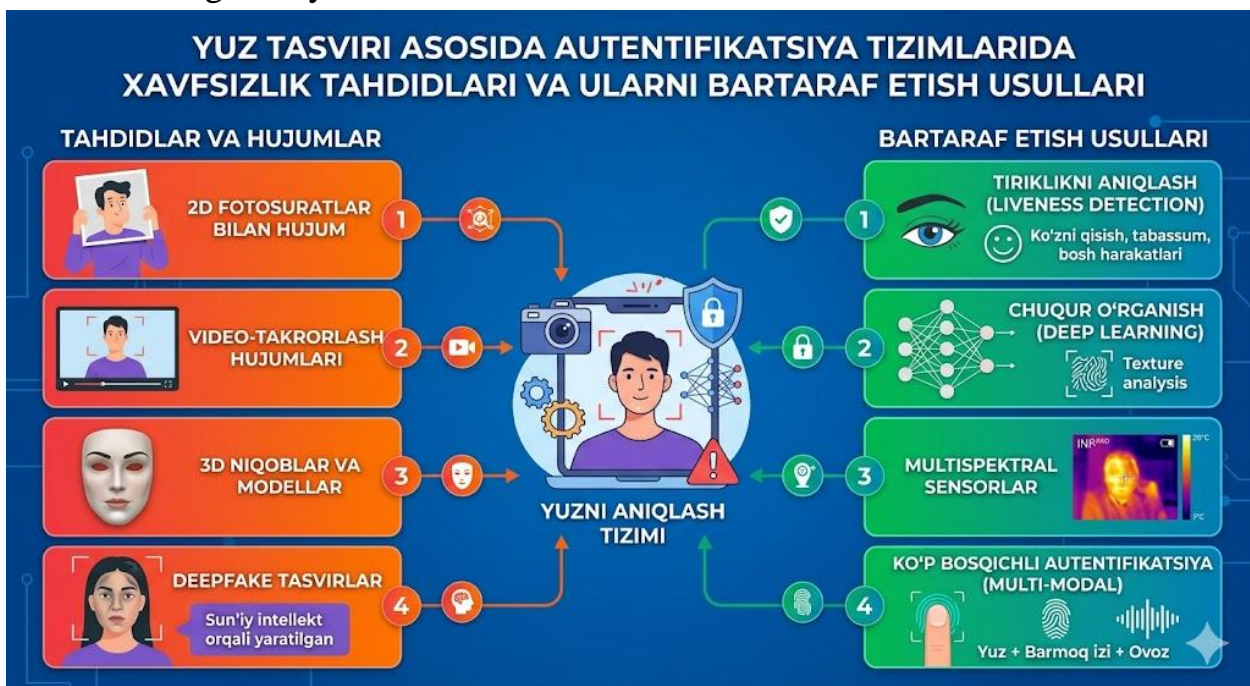 YUZ TASVIRI ASOSIDA AUTENTIFIKATSIYA TIZIMLARIDA
XAVFSIZLIK TAHDIDLARI VA ULARNI BARTARAF ETISH USULLARI
TAHDIDLAR VA HUJUMLAR
2D FOTOSURATLAR
BILAN HUJUM
1
VIDEO-TAKRORLASH
HUJUMLARI
2
3D NIQOBLAR VA
MODELLAR
3
DEEPFAKE TASVIRLAR
Sun'iy intellekt
orqali yaratilgan
4
YUZNI ANIQLASH
TIZIMI
BARTARAF ETISH USULLARI
1
TIRIKLIKNI ANIQLASH
(LIVENESS DETECTION)
Ko'zni qisish, tabassum,
bosh harakatlari
2
CHUQUR O'RGANISH
(DEEP LEARNING)
Texture
analysis
3
MULTISPEKTRAL
SENSORLAR
28°C
4
KO'P BOSQICHLI AUTENTIFIKATSIYA
(MULTI-MODAL)
Yuz + Barmoq izi + Ovoz